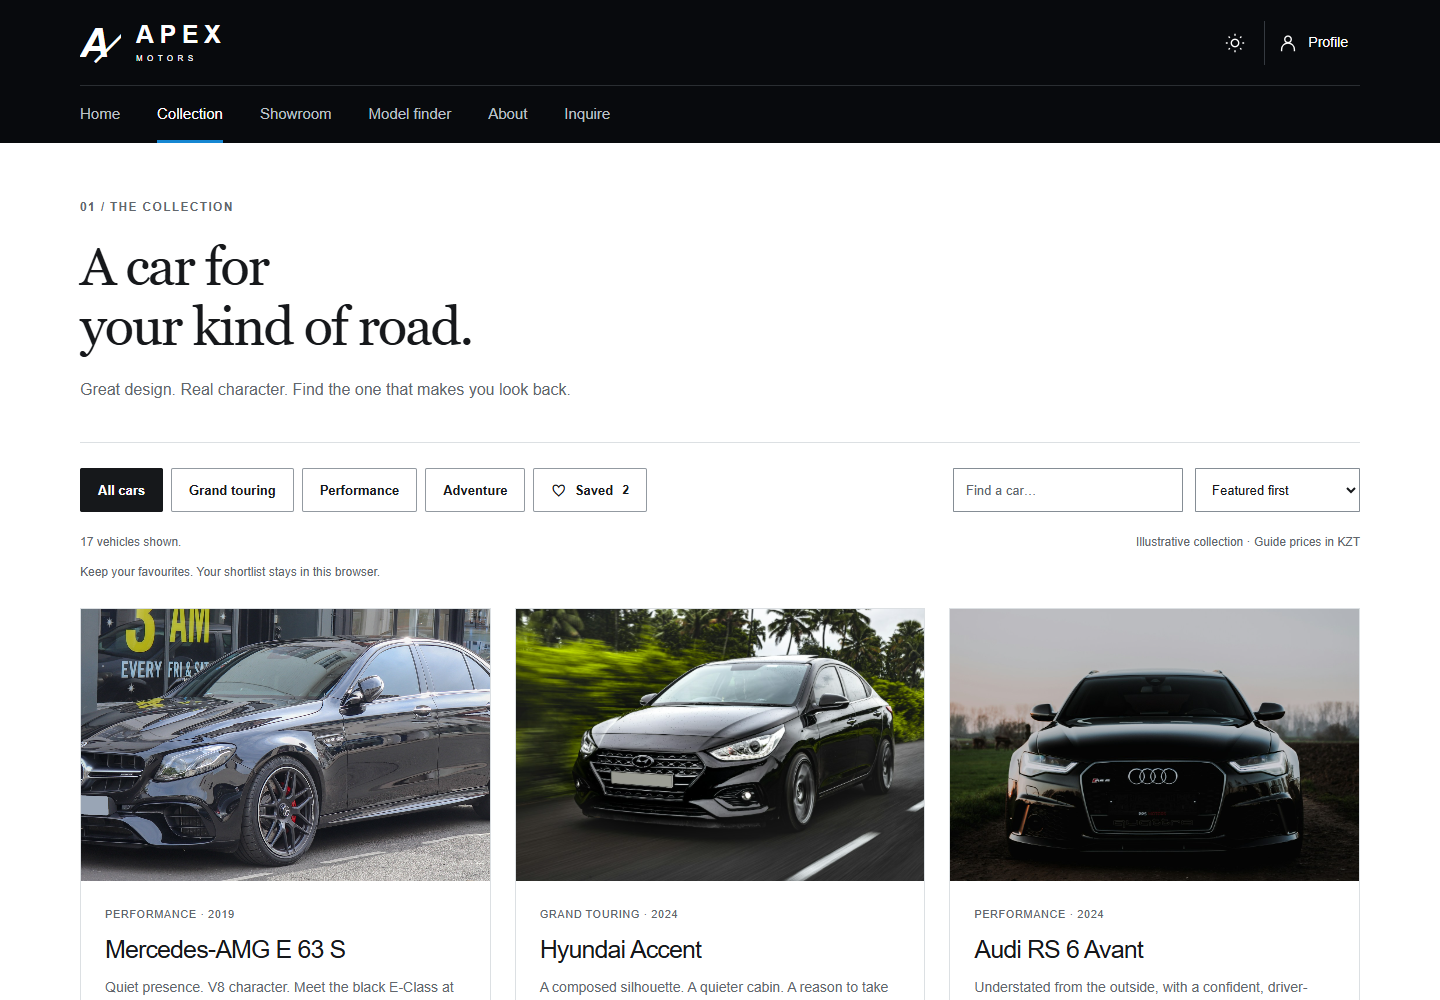 APEX
MOTORS
Profile
Home
Collection
Showroom
Model finder
About
Inquire
01 / THE COLLECTION
A car for
your kind of road.
Great design. Real character. Find the one that makes you look back.
All cars
Grand touring
Performance
Adventure
Saved 2
Find a car...
Featured first
17 vehicles shown.
Illustrative collection · Guide prices in KZT
Keep your favourites. Your shortlist stays in this browser.
3 AM
EVERY FRI & SAT
PERFORMANCE · 2019
Mercedes-AMG E 63 S
Quiet presence. V8 character. Meet the black E-Class at
GRAND TOURING · 2024
Hyundai Accent
A composed silhouette. A quieter cabin. A reason to take
quattro
PERFORMANCE · 2024
Audi RS 6 Avant
Understated from the outside, with a confident, driver-